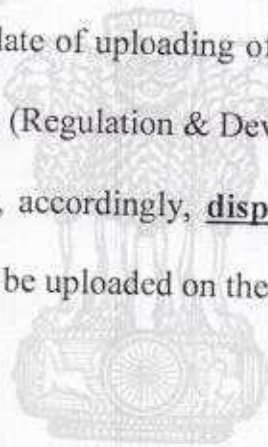 late of uploading of
(Regulation & Dev
, accordingly, disp
be uploaded on the